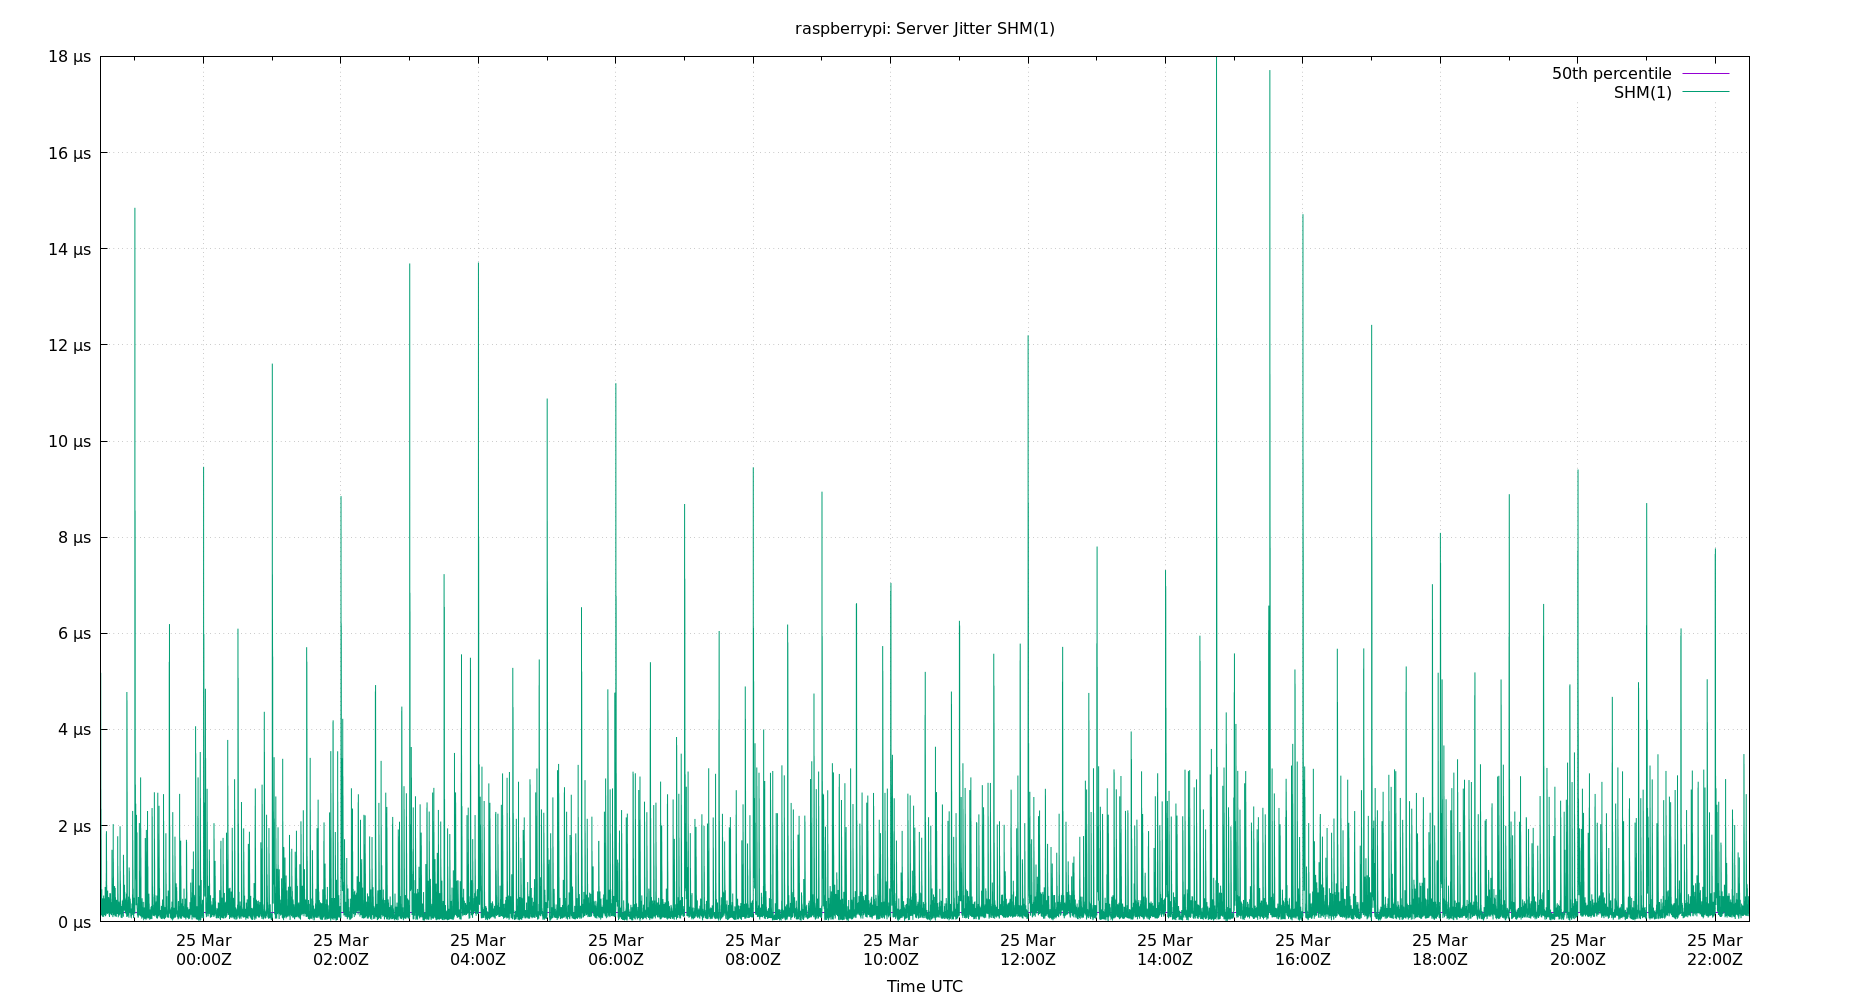 raspberrypi: Server Jitter SHM(1)
18 µs
16 µs
14 µs
12 µs
10 µs
8 µs
6 µs
4 µs
2 µs
0 µs
50th percentile
SHM(1)
25 Mar 25 Mar 25 Mar 25 Mar 25 Mar 25 Mar 25 Mar 25 Mar 25 Mar 25 Mar 25 Mar 25 Mar
00:00Z 02:00Z 04:00Z 06:00Z 08:00Z 10:00Z 12:00Z 14:00Z 16:00Z 18:00Z 20:00Z 22:00Z
Time UTC